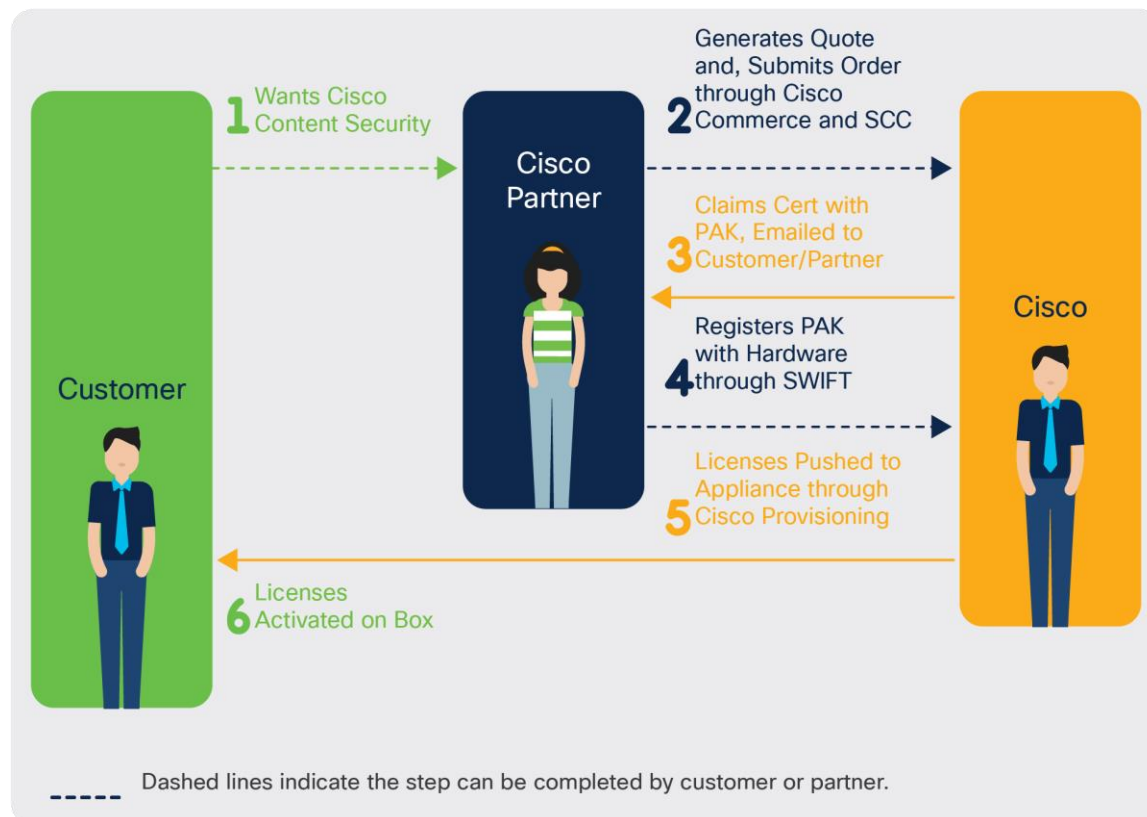 Customer
1
Wants Cisco
Content Security
Cisco
Partner
2
Generates Quote
and, Submits Order
through Cisco
Commerce and SCC
3
Claims Cert with
PAK, Emailed to
Customer/Partner
4
Registers PAK
with Hardware
through SWIFT
5
Licenses Pushed to
Appliance through
Cisco Provisioning
Cisco
6
Licenses
Activated on Box
Dashed lines indicate the step can be completed by customer or partner.